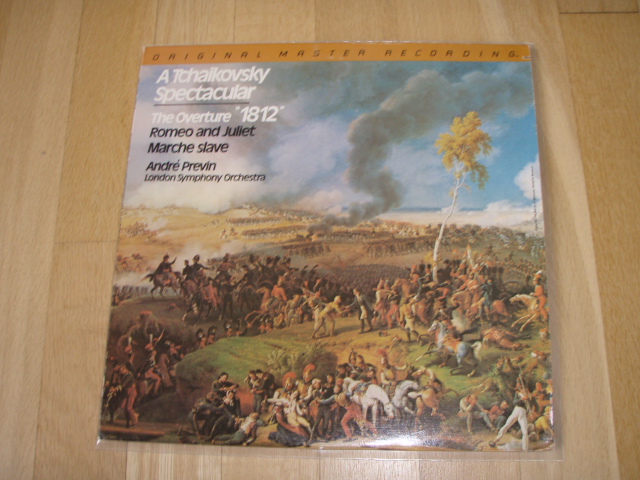 ORIGINAL MASTER RECORDING
A Tchaikovsky
Spectacular
The Overture "1812"
Romeo and Juliet
Marche slave
André Previn
London Symphony Orchestra